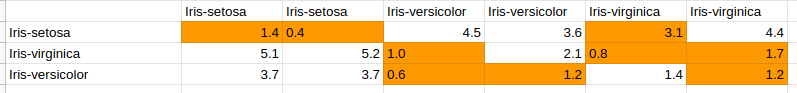 Iris-setosa Iris-setosa Iris-versicolor Iris-versicolor Iris-virginica Iris-virginica
Iris-setosa 1.4 0.4 4.5 3.6 3.1 4.4
Iris-virginica 5.1 5.2 1.0 2.1 0.8 1.7
Iris-versicolor 3.7 3.7 0.6 1.2 1.4 1.2